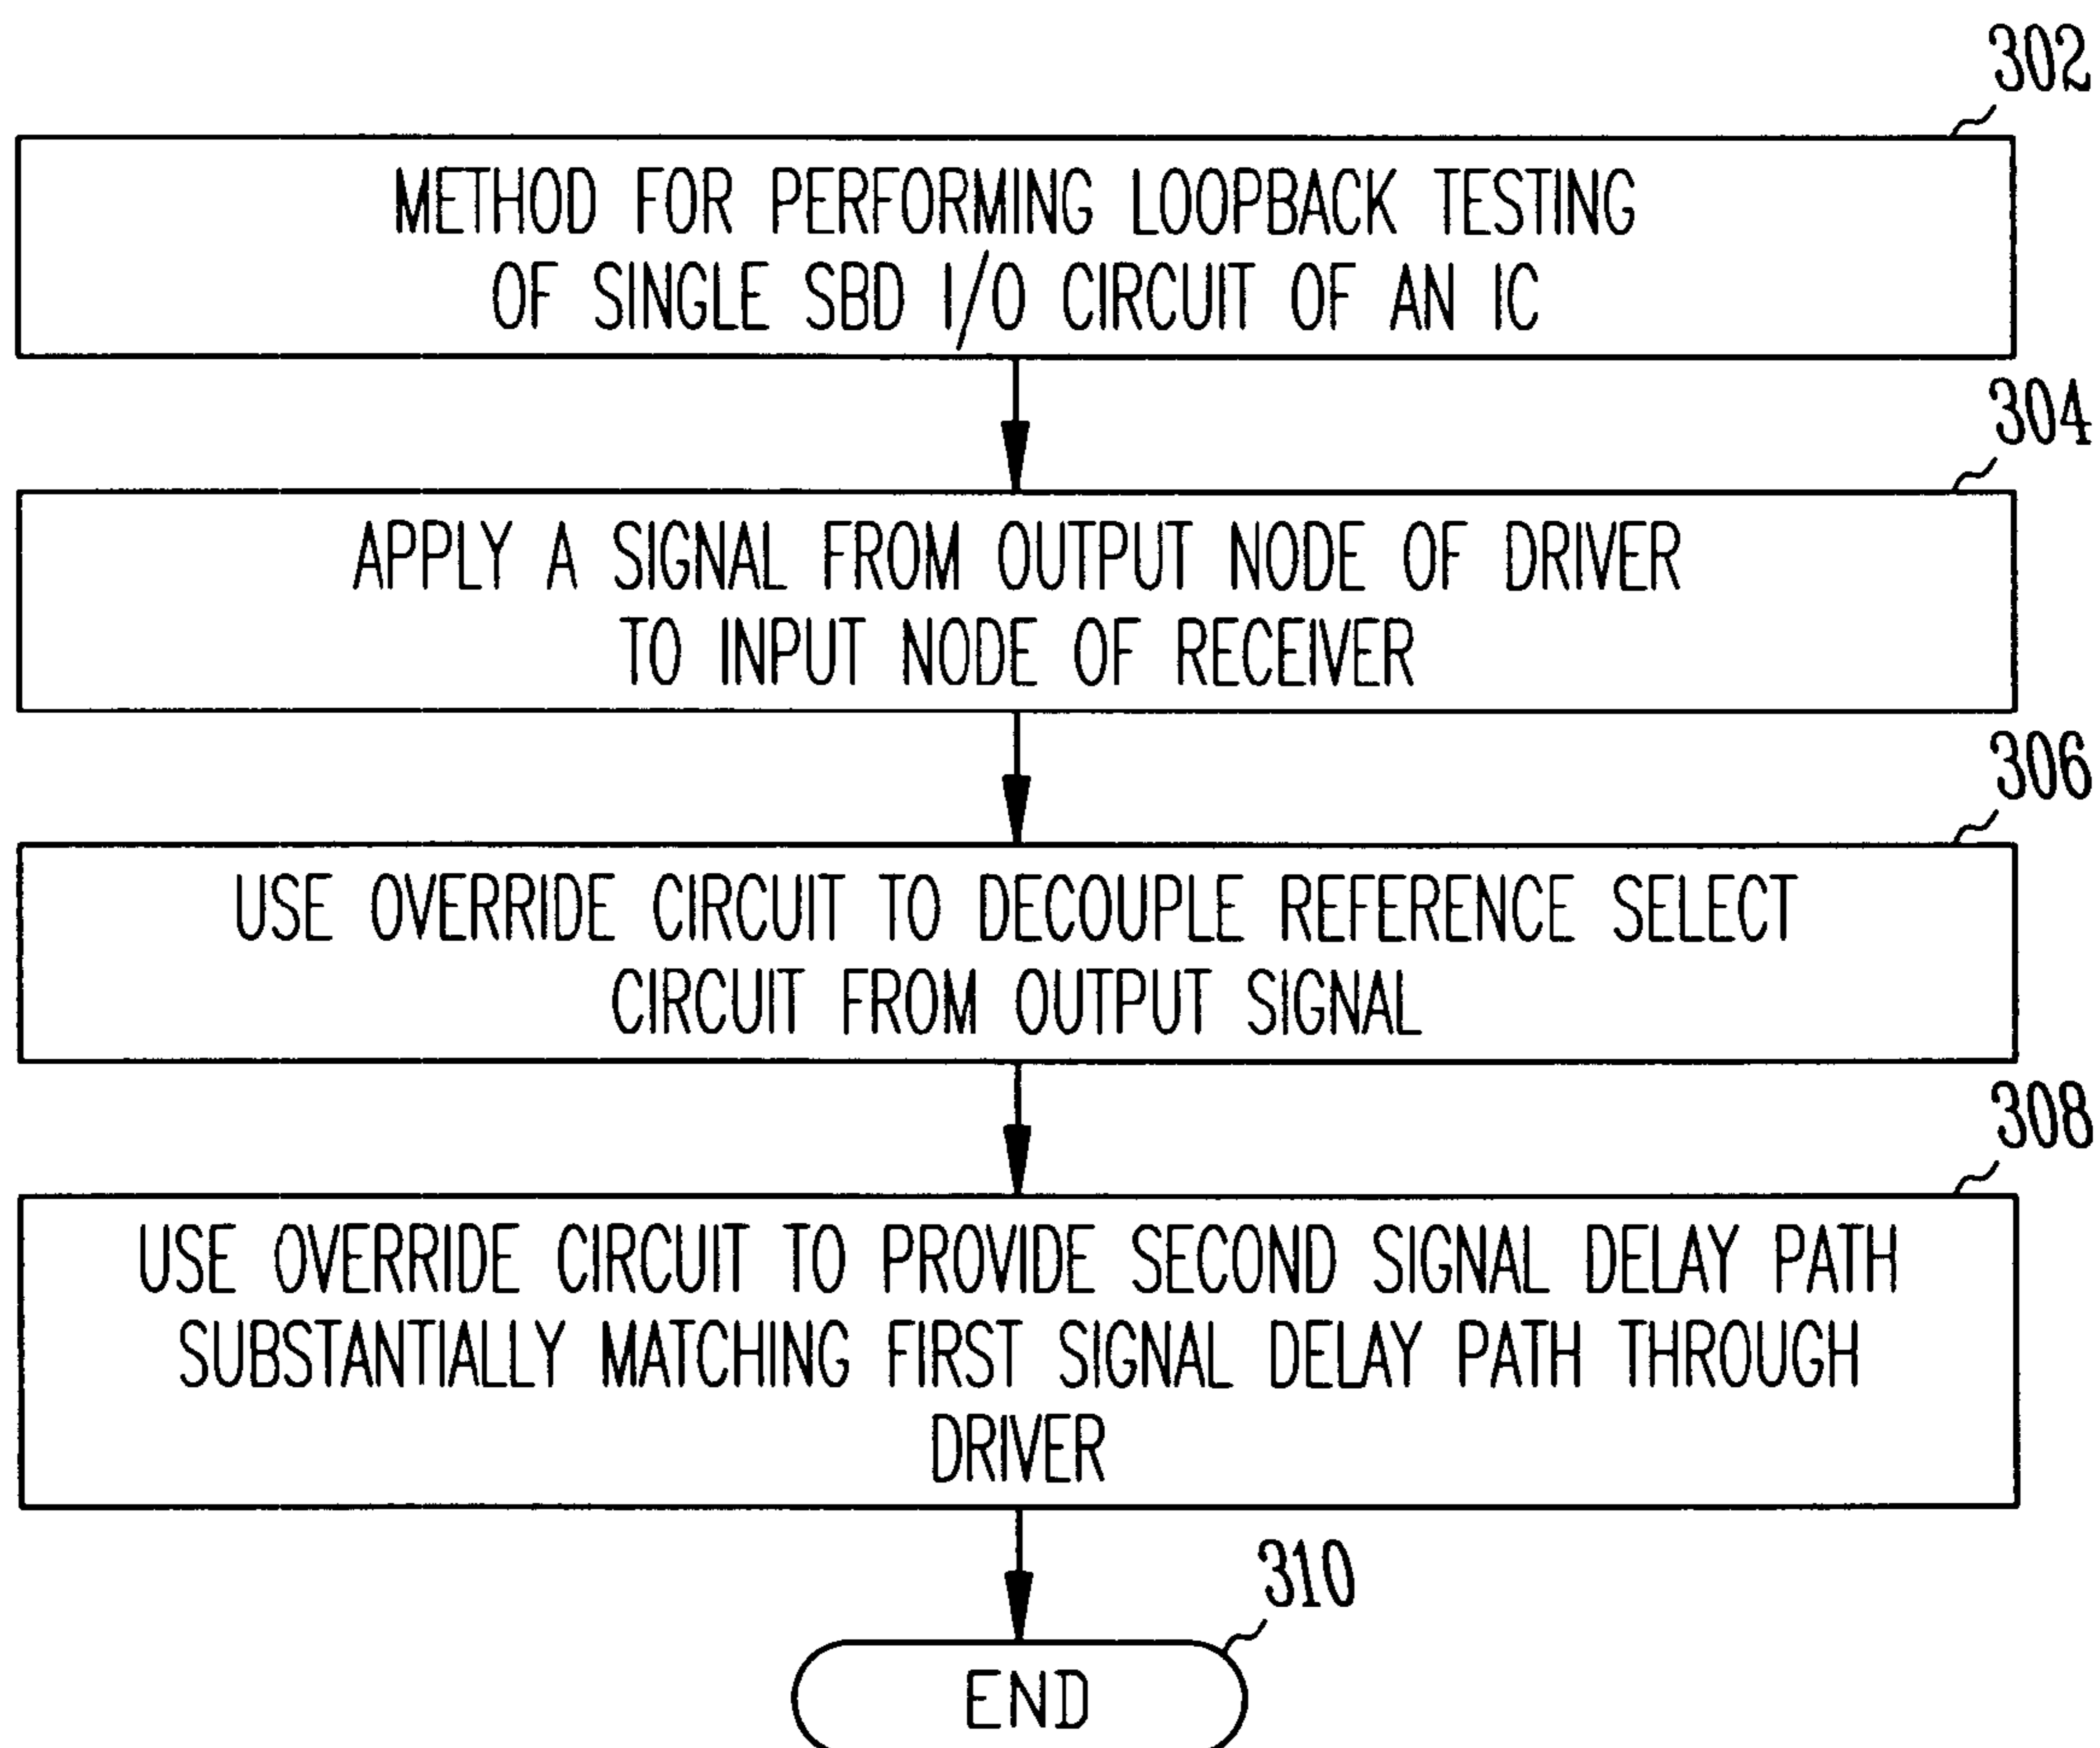 302
METHOD FOR PERFORMING LOOPBACK TESTING
OF SINGLE SBD I/O CIRCUIT OF AN IC
304
APPLY A SIGNAL FROM OUTPUT NODE OF DRIVER
TO INPUT NODE OF RECEIVER
306
USE OVERRIDE CIRCUIT TO DECOUPLE REFERENCE SELECT
CIRCUIT FROM OUTPUT SIGNAL
308
USE OVERRIDE CIRCUIT TO PROVIDE SECOND SIGNAL DELAY PATH
SUBSTANTIALLY MATCHING FIRST SIGNAL DELAY PATH THROUGH
DRIVER
310
END